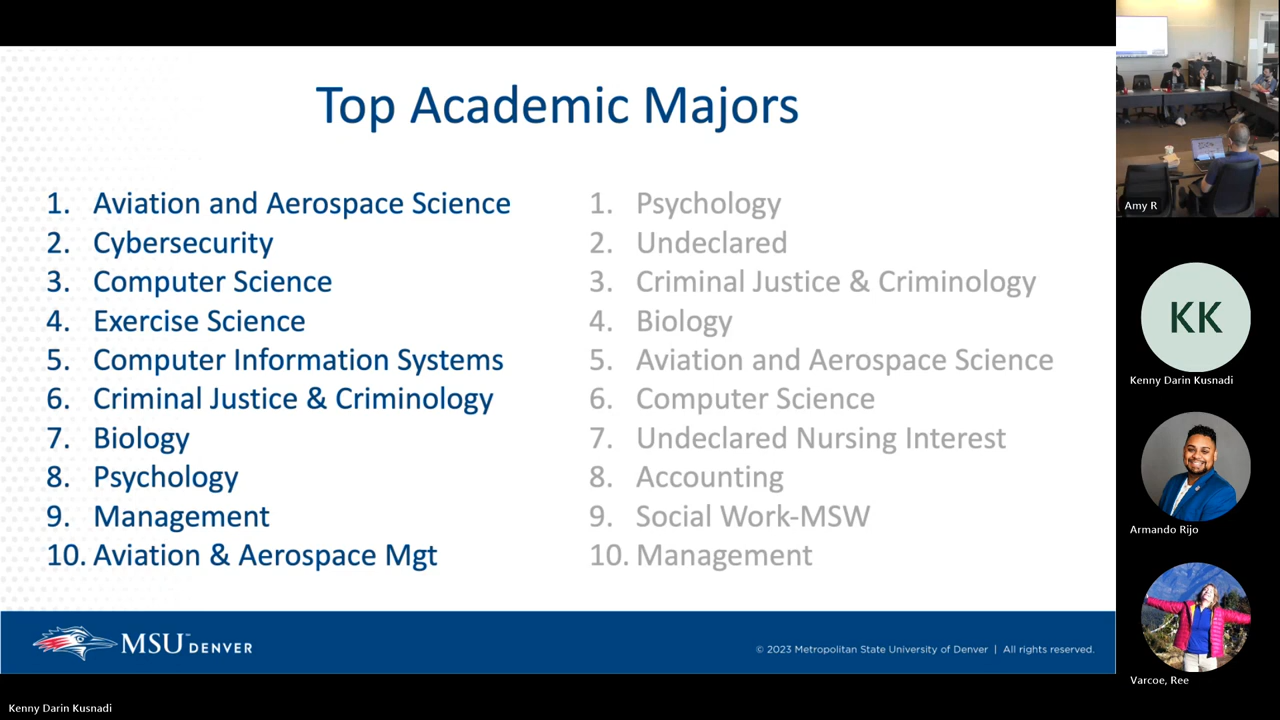 Top Academic Majors
1. Aviation and Aerospace Science
2. Cybersecurity
3. Computer Science
4. Exercise Science
5. Computer Information Systems
6. Criminal Justice & Criminology
7. Biology
8. Psychology
9. Management
10. Aviation & Aerospace Mgt
1. Psychology
2. Undeclared
3. Criminal Justice & Criminology
4. Biology
5. Aviation and Aerospace Science
6. Computer Science
7. Undeclared Nursing Interest
8. Accounting
9. Social Work-MSW
10. Management
MSU DENVER
© 2023 Metropolitan State University of Denver | All rights reserved.
Amy R
KK
Kenny Darin Kusnadi
Armando Rijo
Varcoe, Ree
Kenny Darin Kusnadi